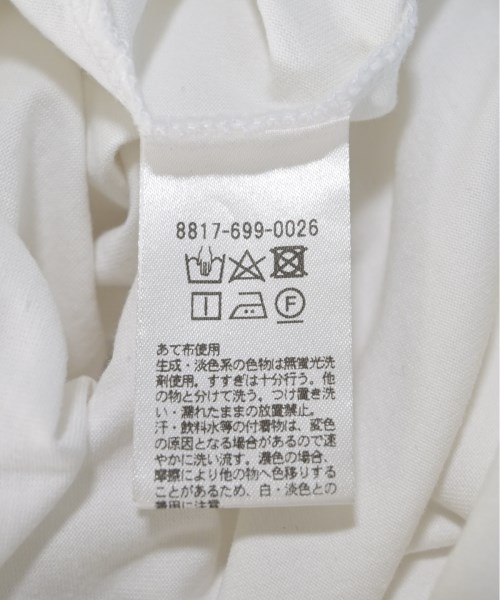 8817-699-0026
F
あて布使用
生成・淡色系の色物は無蛍光洗
剤使用。すすぎは十分行う。他
の物と分けて洗う。つけ置き洗
い・濡れたままの放置禁止。
汗・飲料水等の付着物は、変色
の原因となる場合があるので速
やかに洗い流す。濃色の場合、
摩擦により他の物へ色移りする
ことがあるため、白・淡色との
着用に注意